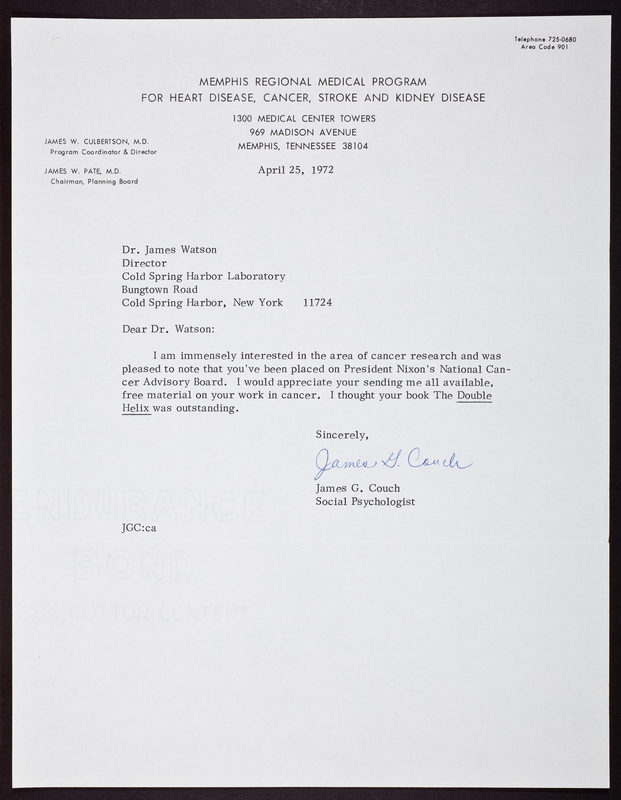 Telephone 725-0680
Area Code 901
MEMPHIS REGIONAL MEDICAL PROGRAM
FOR HEART DISEASE, CANCER, STROKE AND KIDNEY DISEASE
1300 MEDICAL CENTER TOWERS
969 MADISON AVENUE
MEMPHIS, TENNESSEE 38104
JAMES W. CULBERTSON, M.D.
Program Coordinator & Director
JAMES W. PATE, M.D.
Chairman, Planning Board
April 25, 1972
Dr. James Watson
Director
Cold Spring Harbor Laboratory
Bungtown Road
Cold Spring Harbor, New York 11724
Dear Dr. Watson:
I am immensely interested in the area of cancer research and was
pleased to note that you've been placed on President Nixon's National Can-
cer Advisory Board. I would appreciate your sending me all available,
free material on your work in cancer. I thought your book The Double
Helix was outstanding.
Sincerely,
James G. Couch
James G. Couch
Social Psychologist
ENDURANCE
JGC:ca
BOND
25% COTTON CONTENT